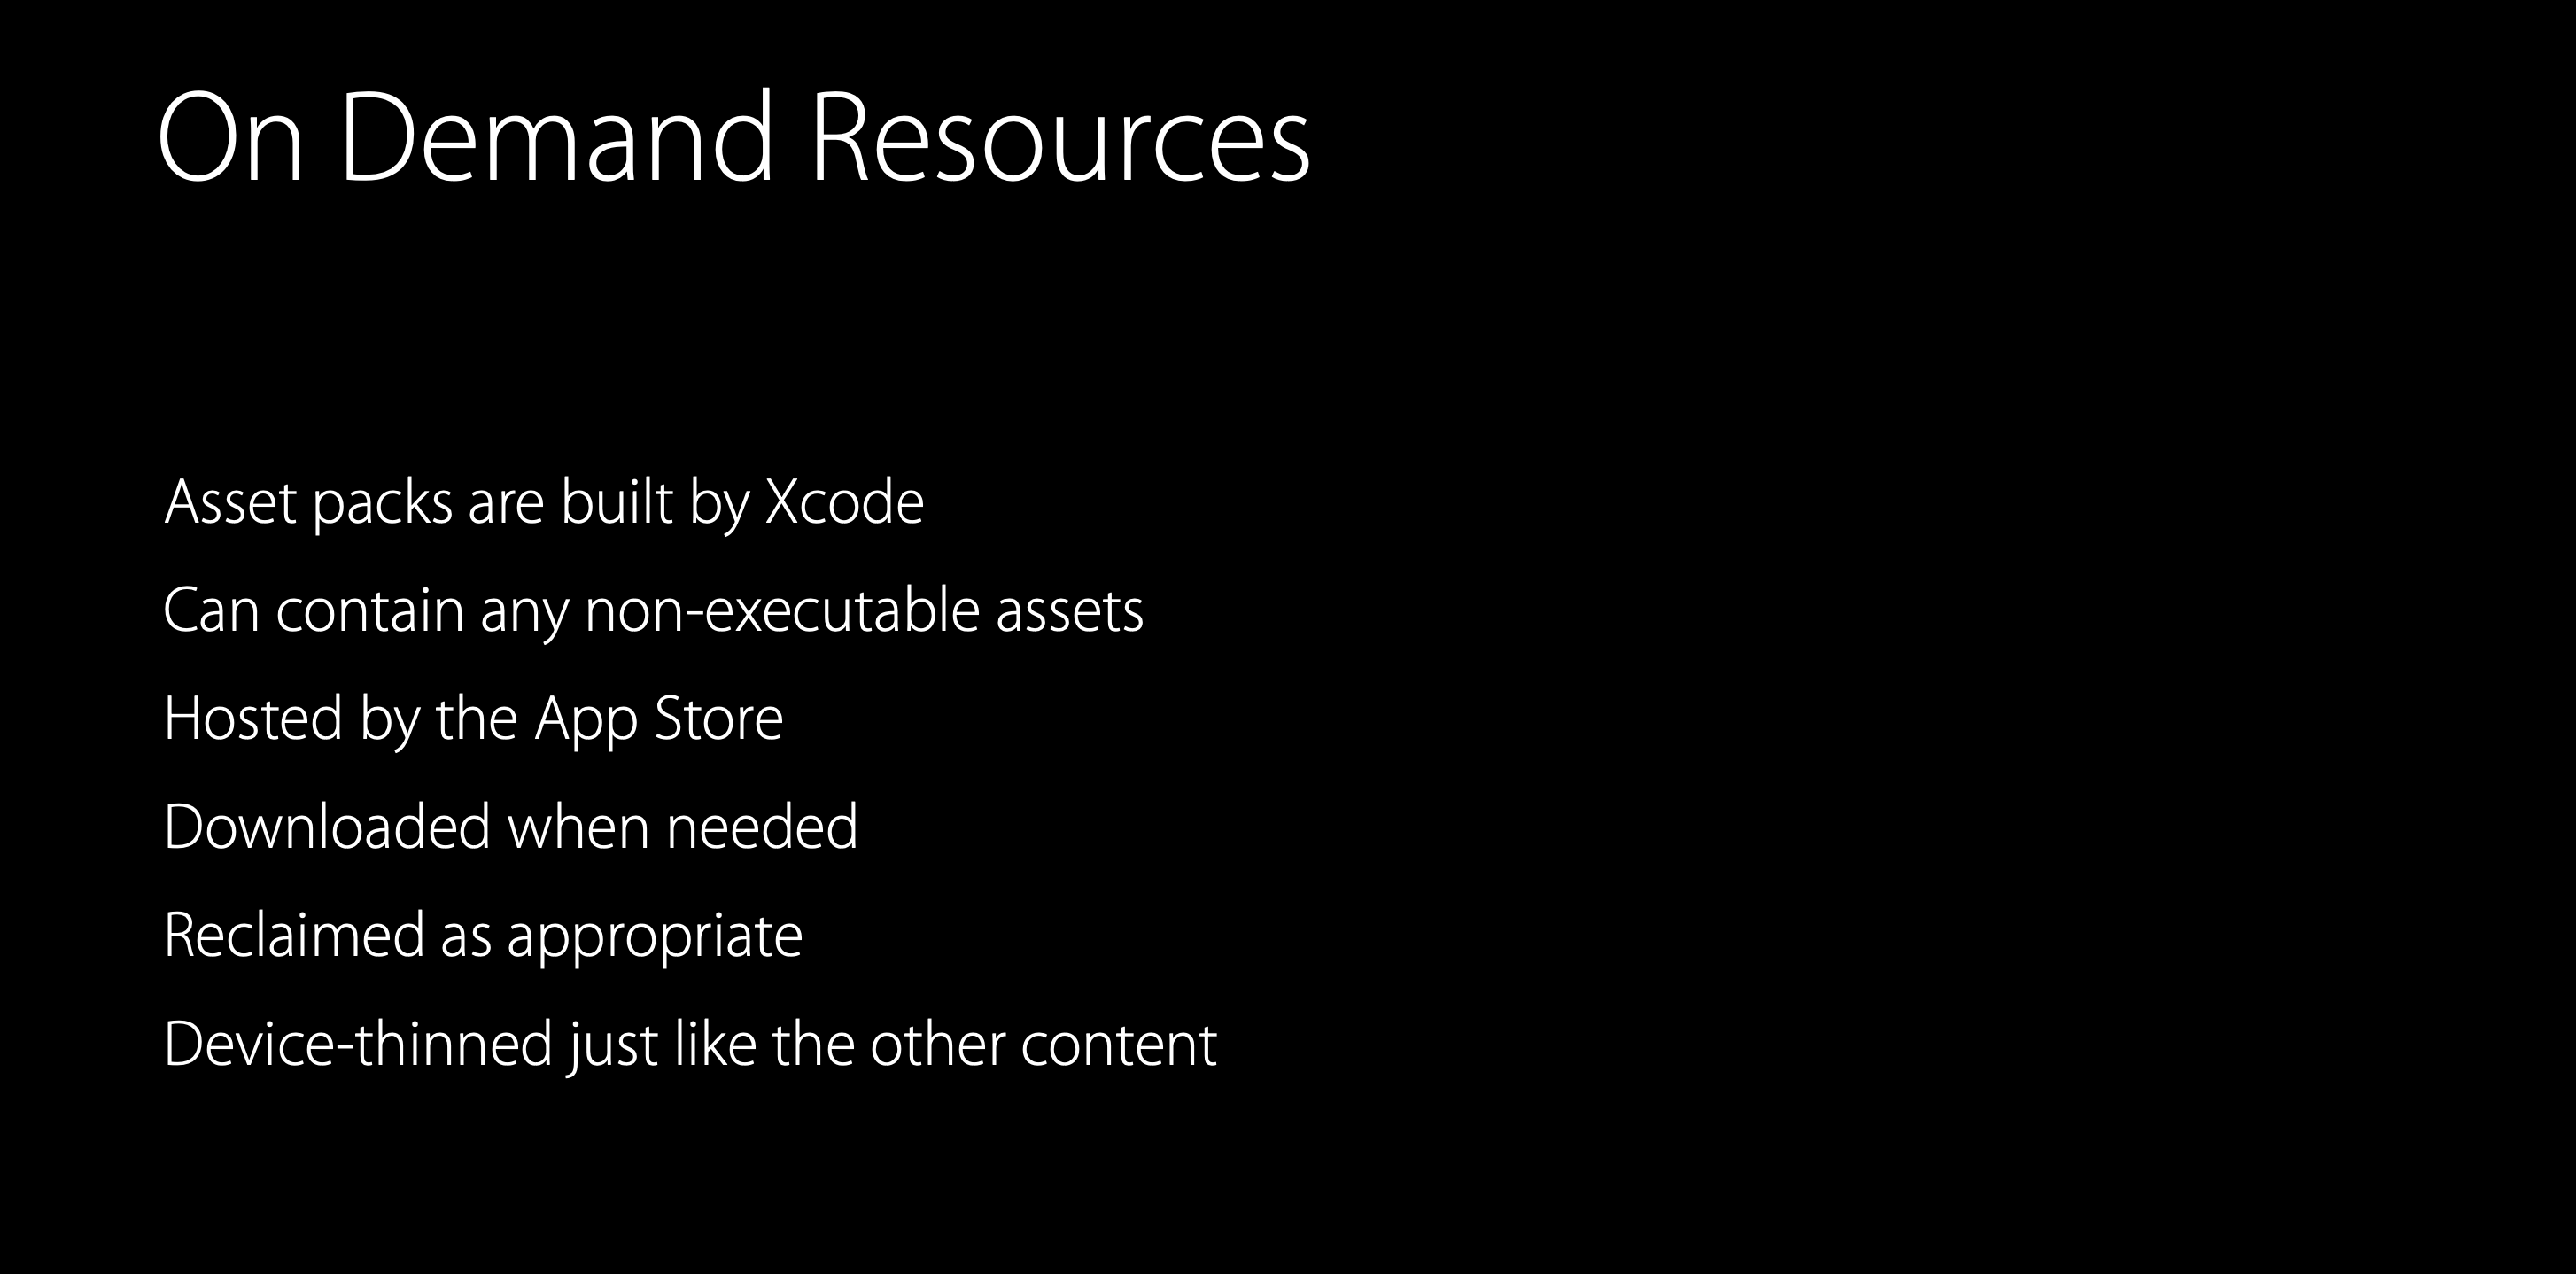 On Demand Resources
Asset packs are built by Xcode
Can contain any non-executable assets
Hosted by the App Store
Downloaded when needed
Reclaimed as appropriate
Device-thinned just like the other content